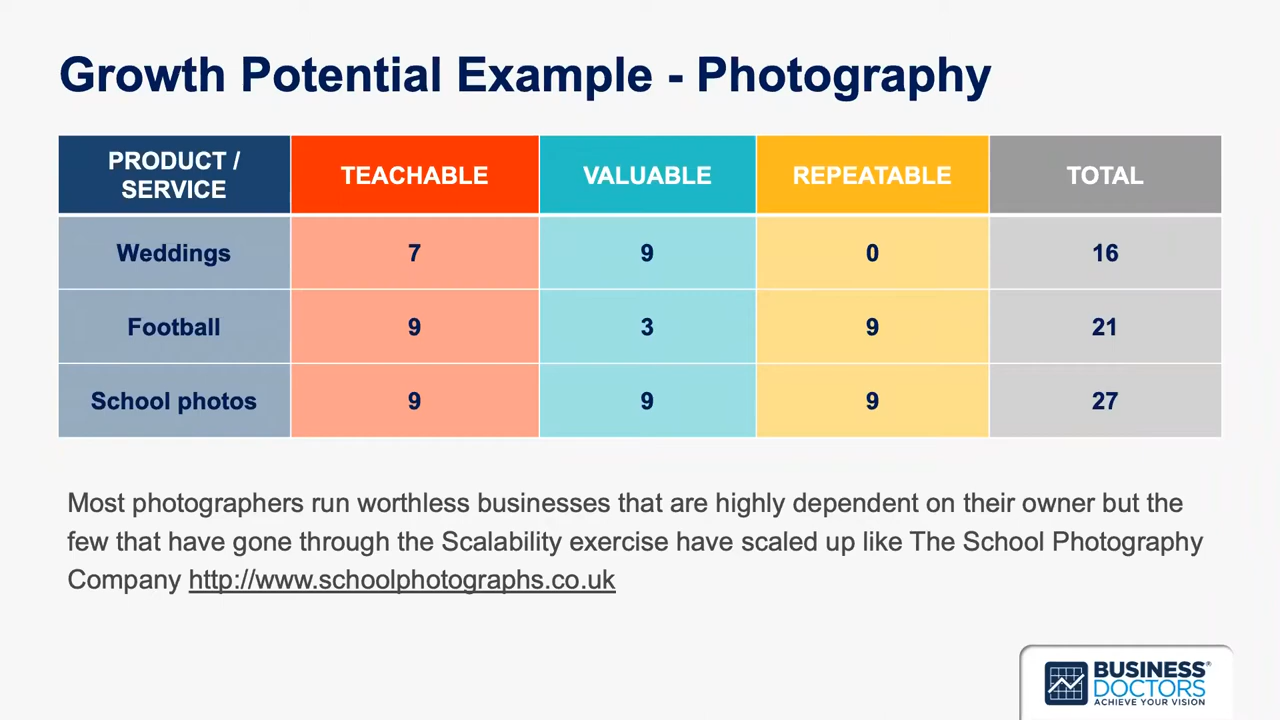 Growth Potential Example - Photography
PRODUCT / SERVICE TEACHABLE VALUABLE REPEATABLE TOTAL
Weddings 7 9 0 16
Football 9 3 9 21
School photos 9 9 9 27
Most photographers run worthless businesses that are highly dependent on their owner but the
few that have gone through the Scalability exercise have scaled up like The School Photography
Company http://www.schoolphotographs.co.uk
BUSINESS®
DOCTORS
ACHIEVE YOUR VISION